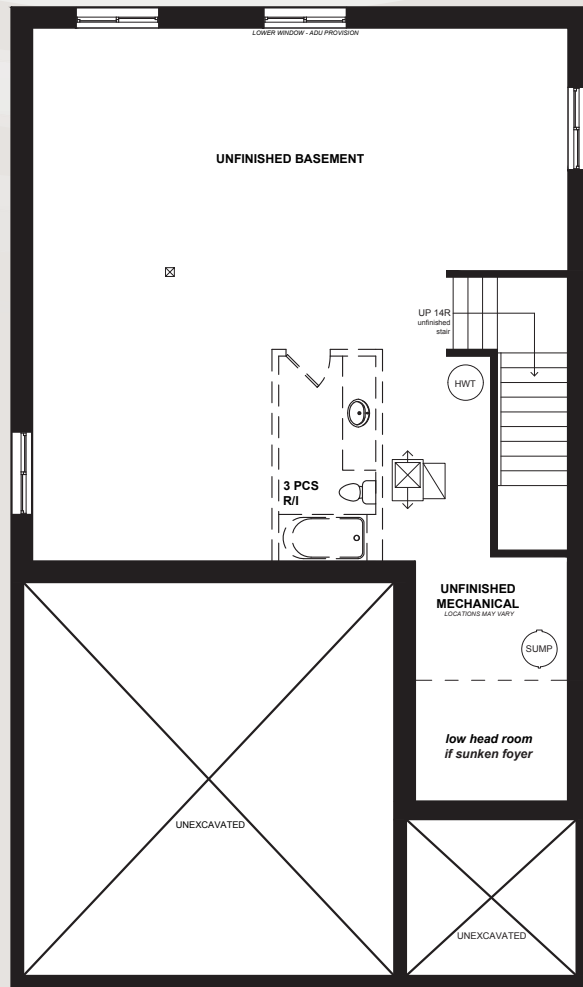 LOWER WINDOW - ADU PROVISION
UNFINISHED BASEMENT
UP 14R
unfinished
stair
HWT
3 PCS
R/I
UNFINISHED
MECHANICAL
LOCATIONS MAY VARY
SUMP
low head room
if sunken foyer
UNEXCAVATED
UNEXCAVATED